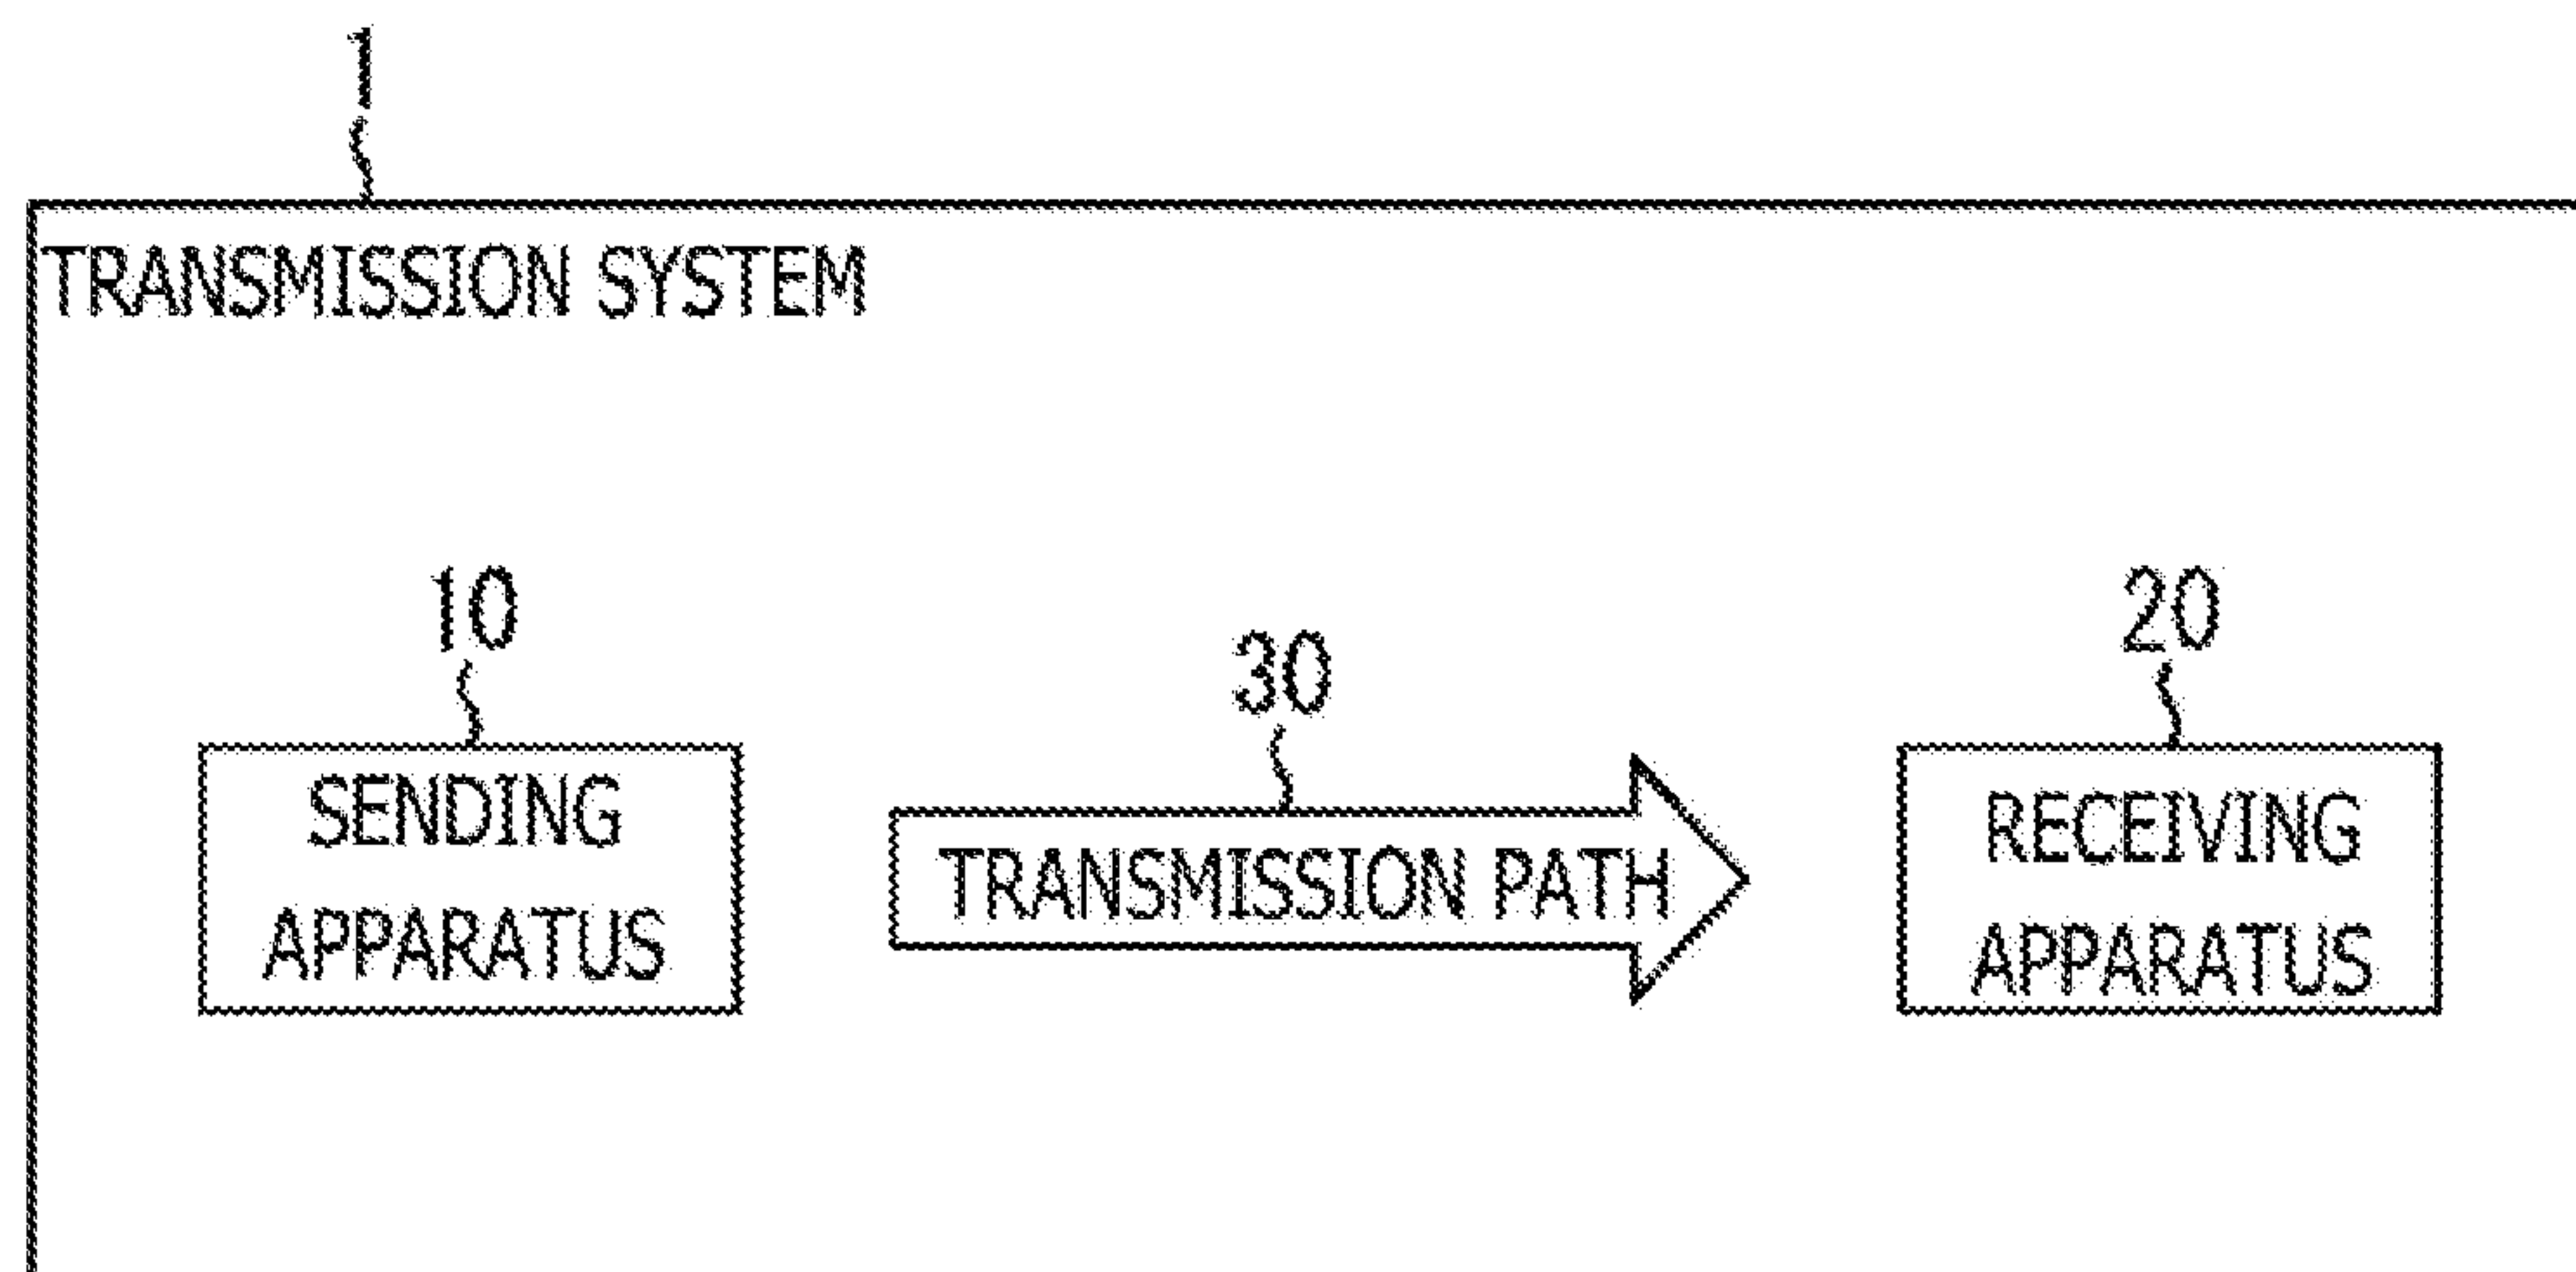 1
TRANSMISSION SYSTEM
10
30
20
SENDING
APPARATUS
TRANSMISSION PATH
RECEIVING
APPARATUS